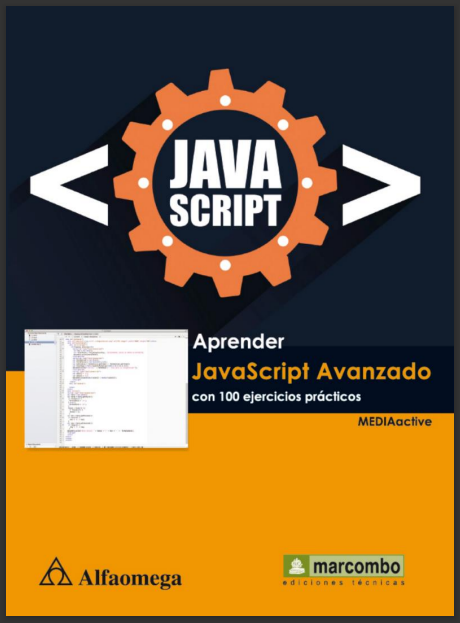 < JAVA >
SCRIPT
Aprender
JavaScript Avanzado
con 100 ejercicios prácticos
MEDIAactive
Alfaomega
marcombo
ediciones técnicas